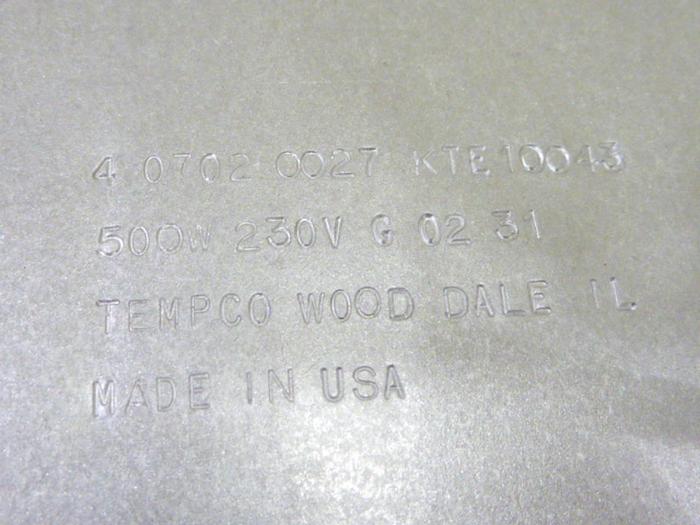 4 0702 0027 KTE10043
500W 230V G 02 31
TEMPCO WOOD DALE IL
MADE IN USA